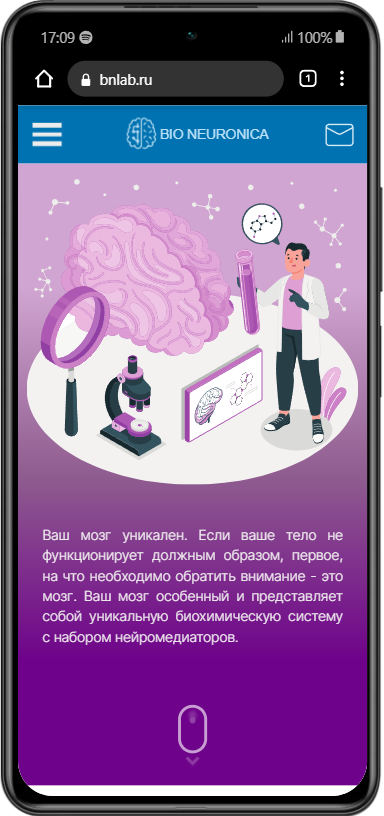 17:09
100%
bnlab.ru
1
BIO NEURONICA
Ваш мозг уникален. Если ваше тело не
функционирует должным образом, первое,
на что необходимо обратить внимание - это
мозг. Ваш мозг особенный и представляет
собой уникальную биохимическую систему
с набором нейромедиаторов.